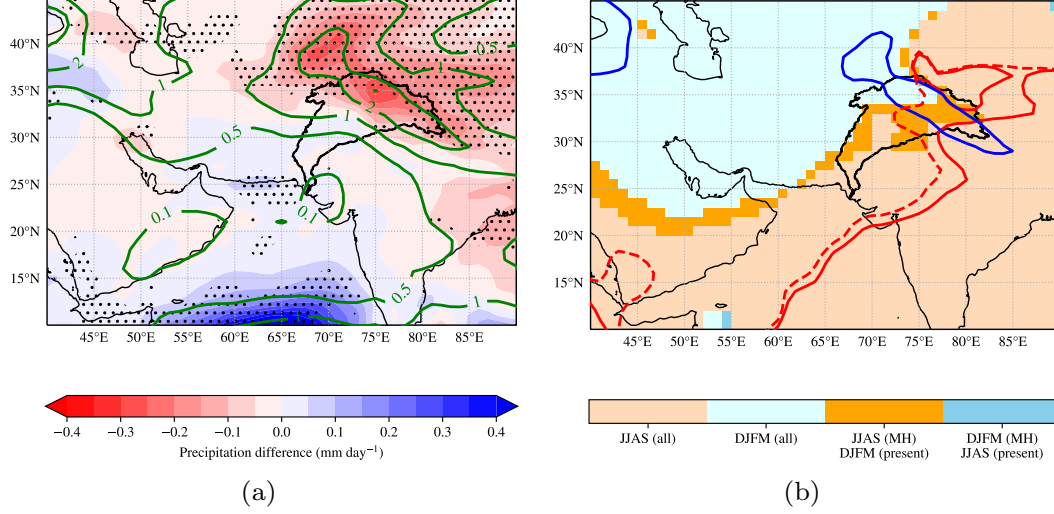 40°N
35°N
30°N
25°N
20°N
15°N
45°E 50°E 55°E 60°E 65°E 70°E 75°E 80°E 85°E
2
1
0.5
0.1
0.1
1
2
0.5
1
0.5
1
−0.4 −0.3 −0.2 −0.1 0.0 0.1 0.2 0.3 0.4
Precipitation difference (mm day⁻¹)
(a)
40°N
35°N
30°N
25°N
20°N
15°N
45°E 50°E 55°E 60°E 65°E 70°E 75°E 80°E 85°E
JJAS (all)
DJFM (all)
JJAS (MH)
DJFM (present)
DJFM (MH)
JJAS (present)
(b)